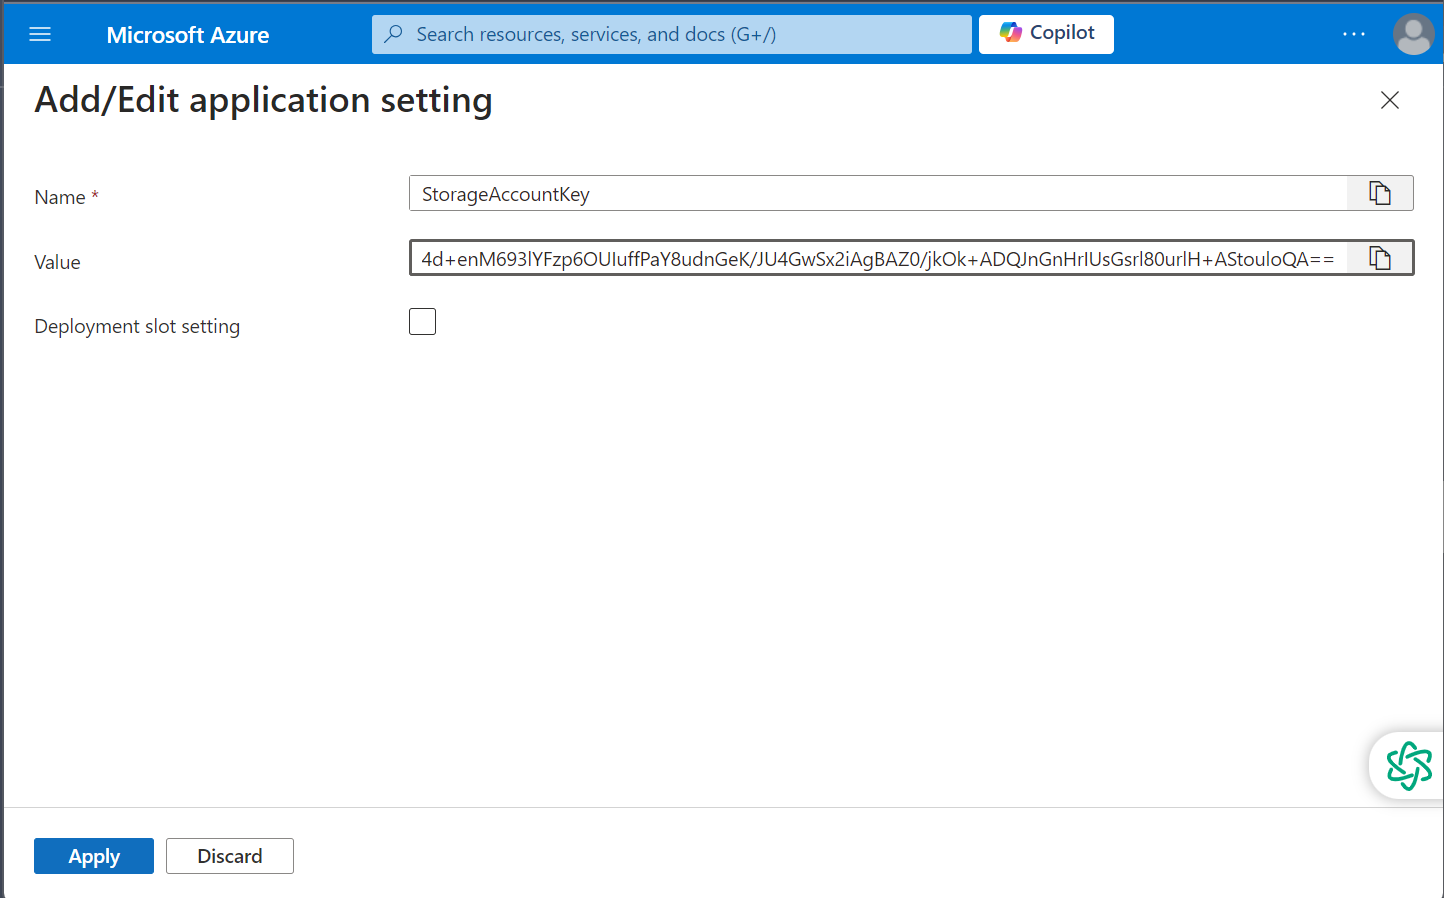 Microsoft Azure
Search resources, services, and docs (G+/)
Copilot
Add/Edit application setting
Name *
StorageAccountKey
Value
Deployment slot setting
Apply
Discard